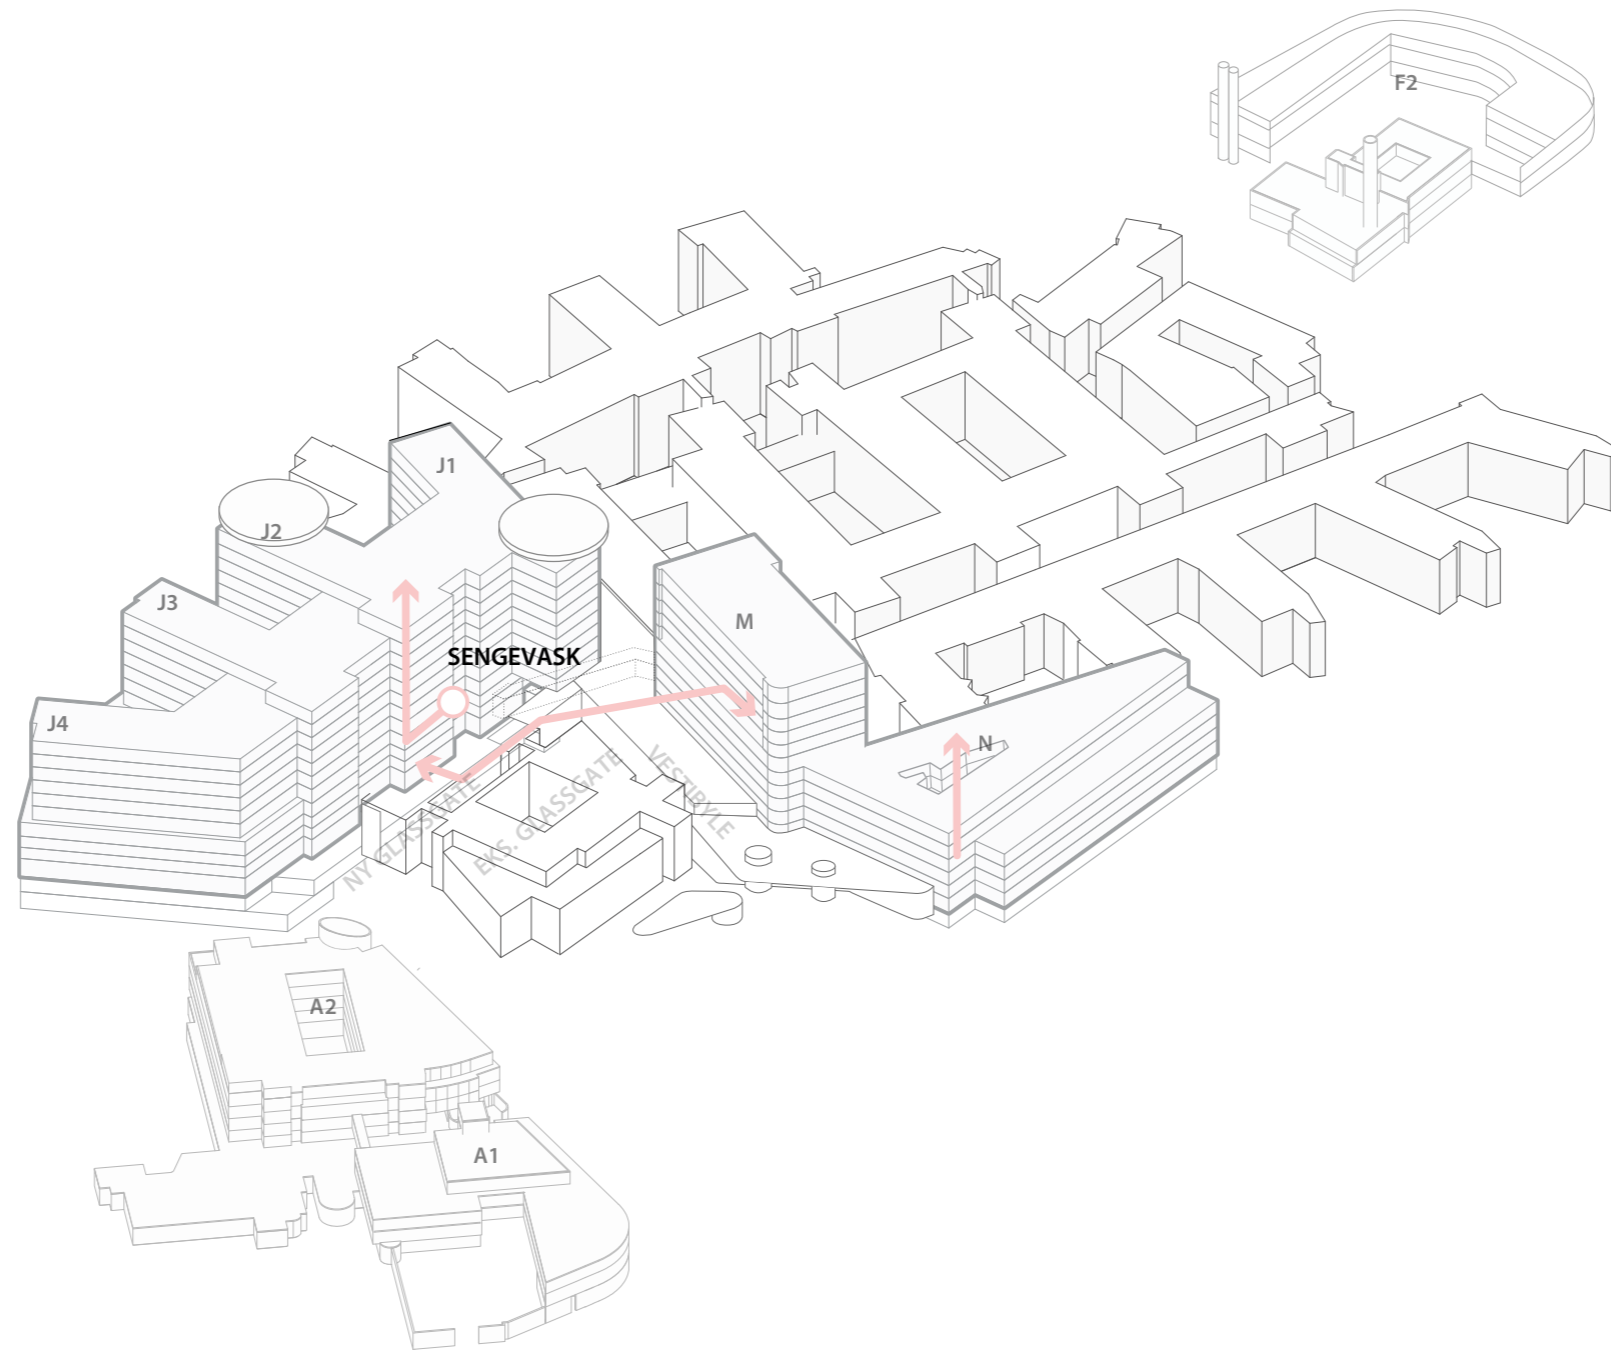 F2
J1
J2
J3
M
SENGEVASK
J4
N
NY GLASSGATE
EKS. GLASSGATE
VESTIBYLE
A2
A1